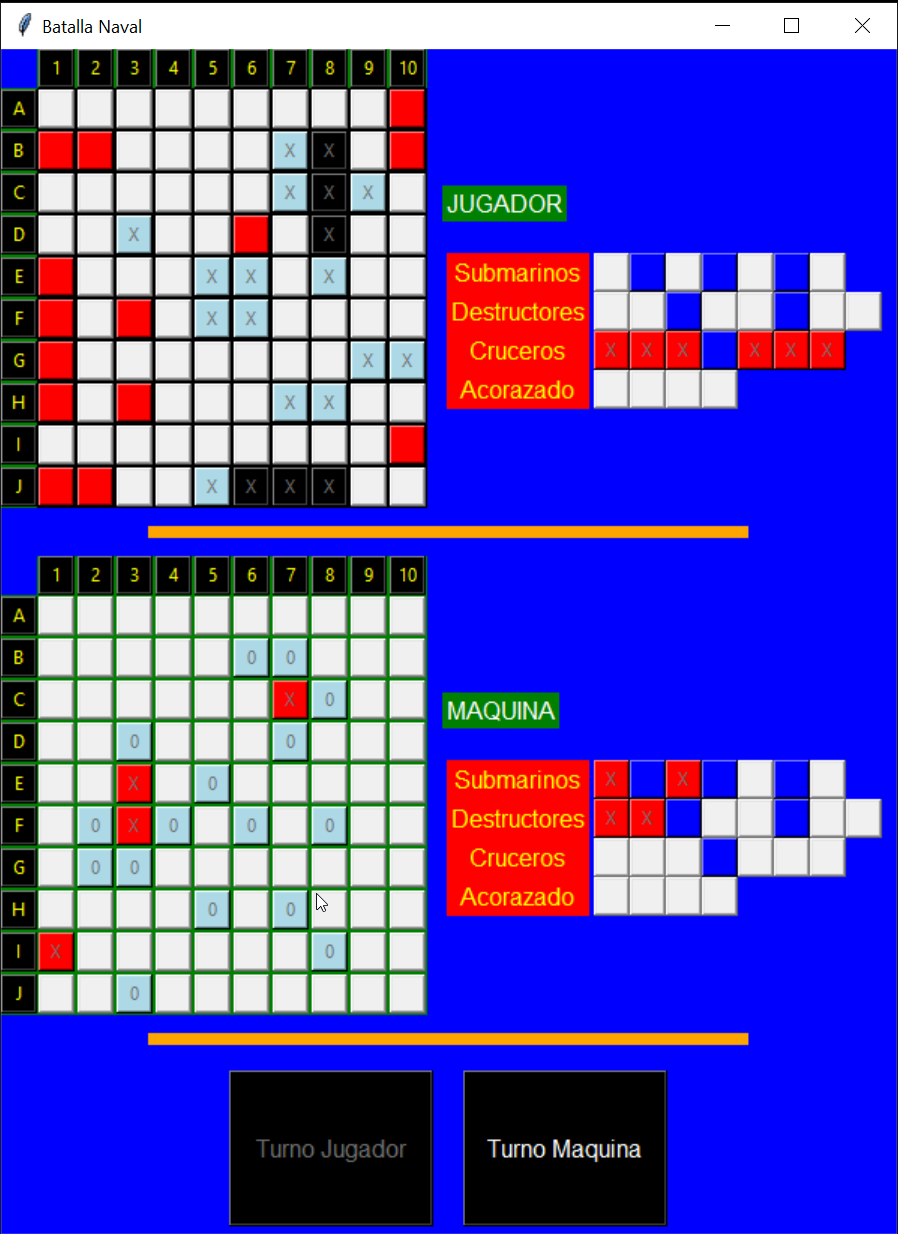 Batalla Naval
1 2 3 4 5 6 7 8 9 10
A
B X X
C X X X JUGADOR
D X X
E X X X Submarinos
F X X Destructores
G X X Cruceros X X X X X X
H X X Acorazado
I
J X X X X
1 2 3 4 5 6 7 8 9 10
A
B 0 0
C X 0 MAQUINA
D 0 0
E X 0 Submarinos X X
F 0 X 0 0 0 Destructores X X
G 0 0 Cruceros
H 0 0 Acorazado
I X 0
J 0
Turno Jugador Turno Maquina